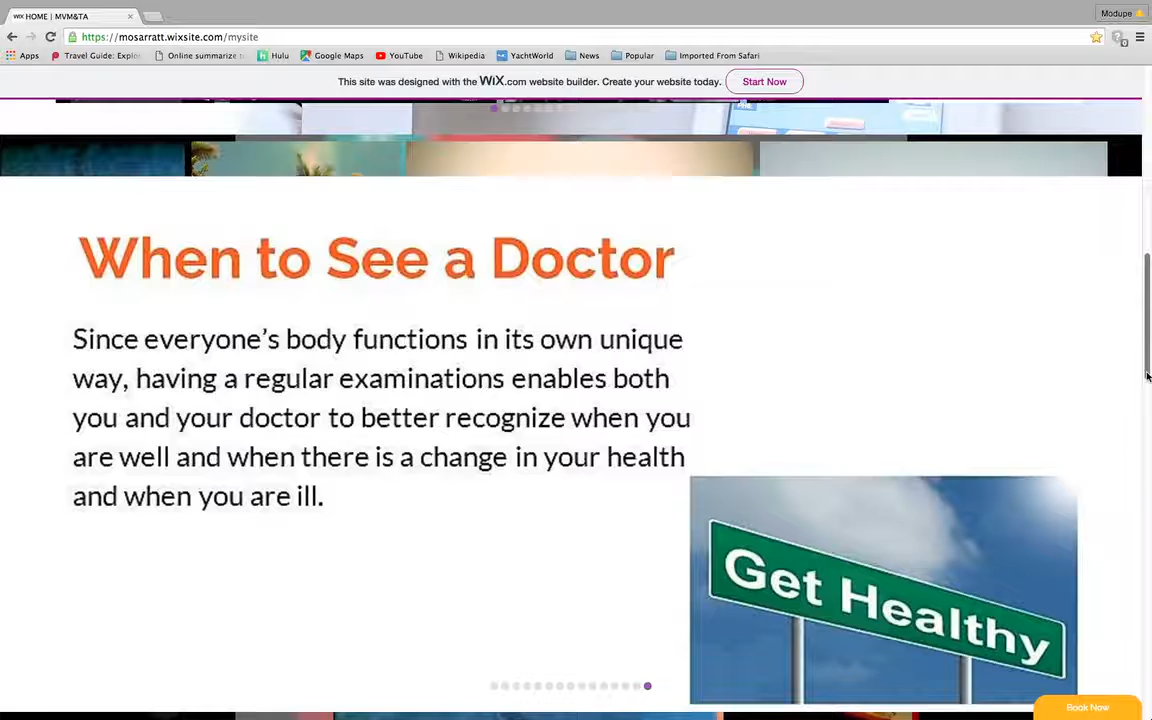 HOME | MVM&TA
Modupe
https://mosarratt.wixsite.com/mysite
Apps
Travel Guide: Explo
Online summarize
Hulu
Google Maps
YouTube
Wikipedia
YachtWorld
News
Popular
Imported From Safari
This site was designed with the WiX.com website builder. Create your website today.
Start Now
When to See a Doctor
Since everyone's body functions in its own unique
way, having a regular examinations enables both
you and your doctor to better recognize when you
are well and when there is a change in your health
and when you are ill.
Get Healthy
Book Now